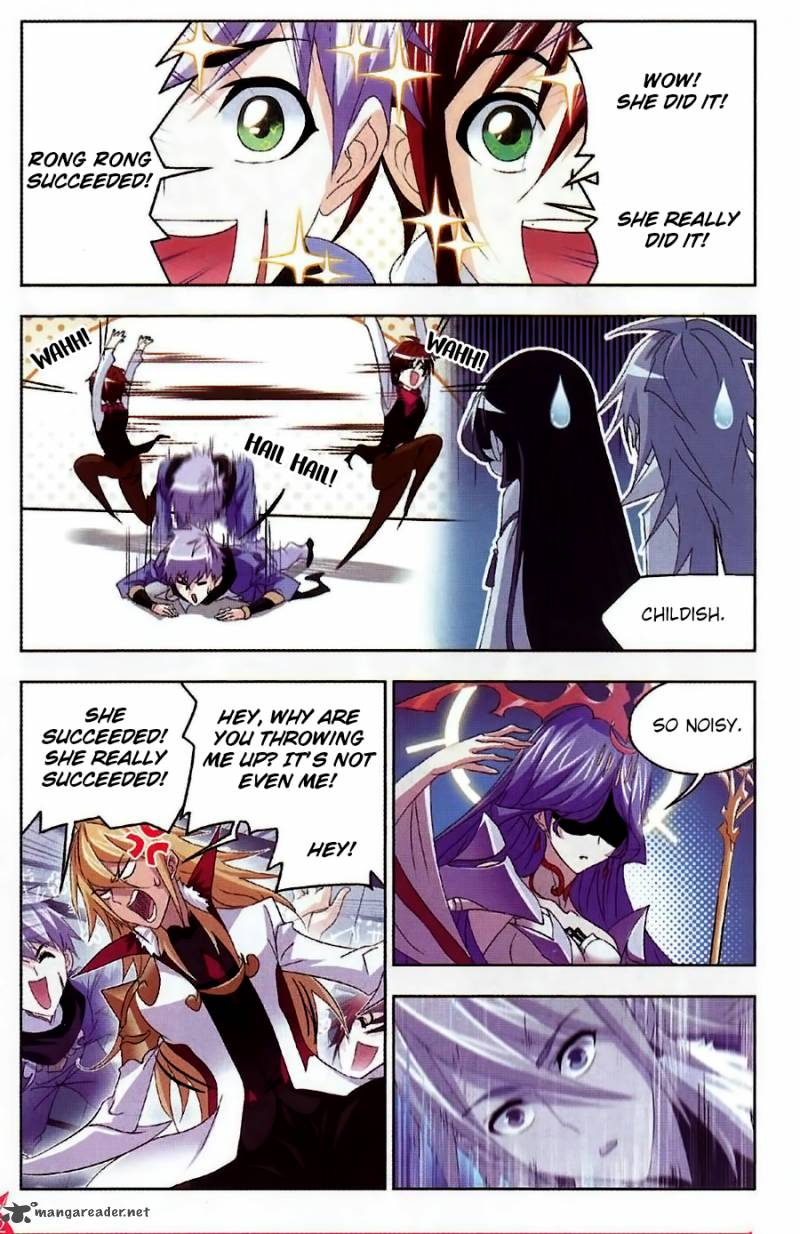 WOW!
SHE DID IT!
RONG RONG
SUCCEEDED!
SHE REALLY
DID IT!
WAHH!
WAHH!
HAIL HAIL!
CHILDISH.
SHE
SUCCEEDED!
SHE REALLY
SUCCEEDED!
HEY, WHY ARE
YOU THROWING
ME UP? IT'S NOT
EVEN ME!
HEY!
SO NOISY.
mangareader.net